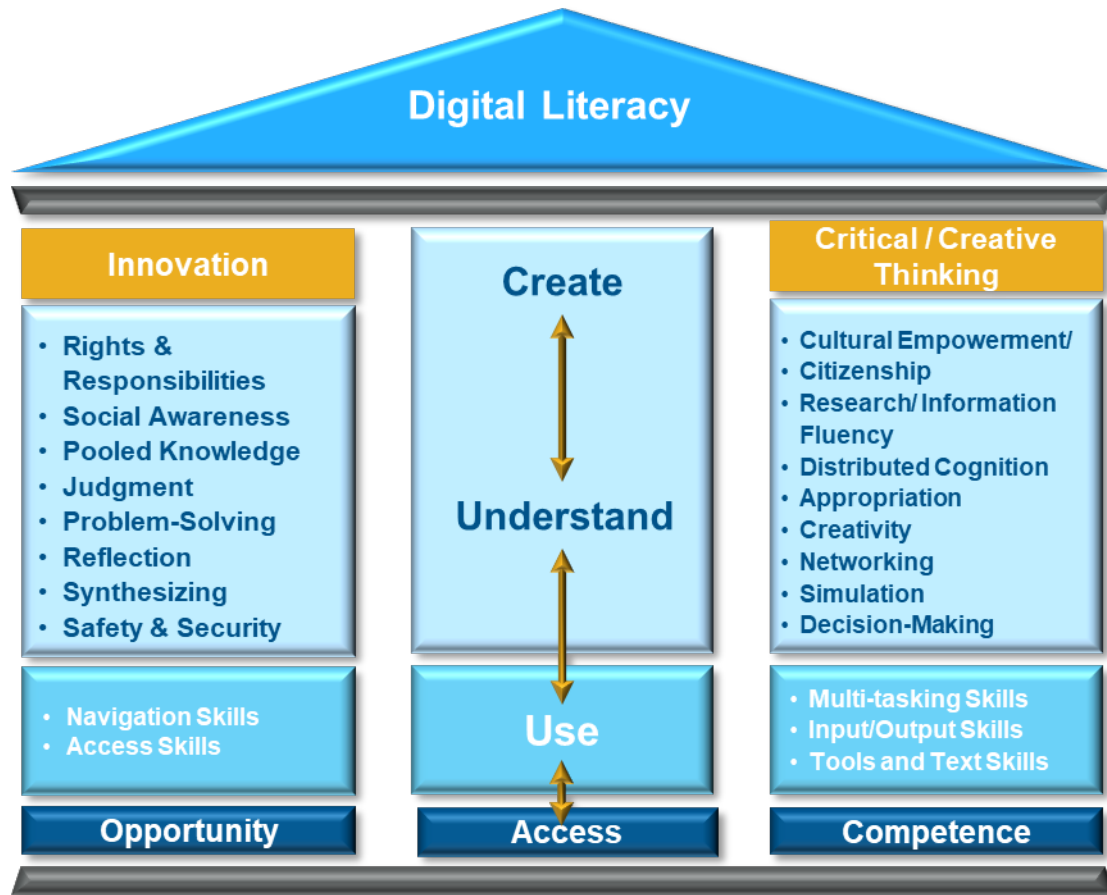 Digital Literacy
Innovation
• Rights &
Responsibilities
• Social Awareness
• Pooled Knowledge
• Judgment
• Problem-Solving
• Reflection
• Synthesizing
• Safety & Security
• Navigation Skills
• Access Skills
Opportunity
Create
Understand
Use
Access
Critical / Creative
Thinking
• Cultural Empowerment/
• Citizenship
• Research/ Information
Fluency
• Distributed Cognition
• Appropriation
• Creativity
• Networking
• Simulation
• Decision-Making
• Multi-tasking Skills
• Input/Output Skills
• Tools and Text Skills
Competence